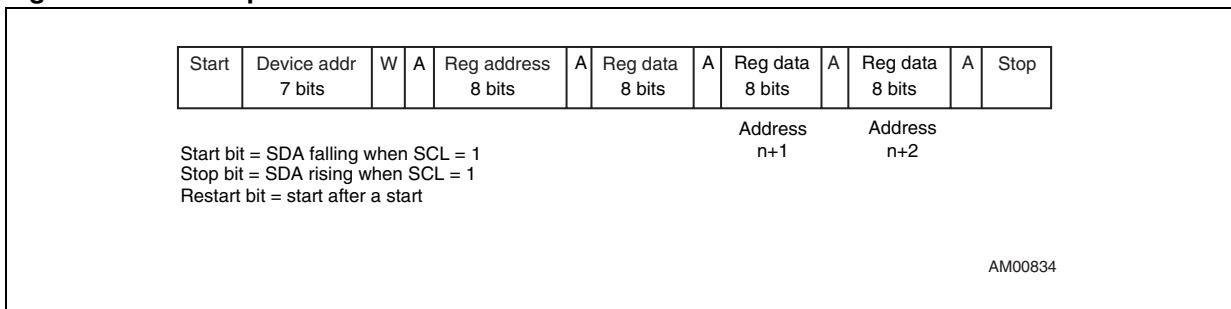 Start Device addr W A Reg address A Reg data A Reg data A Reg data A Stop
7 bits 8 bits 8 bits 8 bits 8 bits
Address Address
n+1 n+2
Start bit = SDA falling when SCL = 1
Stop bit = SDA rising when SCL = 1
Restart bit = start after a start
AM00834